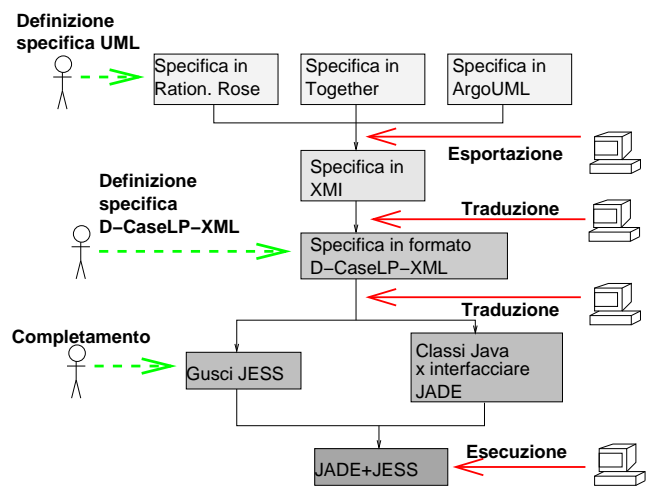 Definizione
specifica UML
Specifica in
Ration. Rose
Specifica in
Together
Specifica in
ArgoUML
Esportazione
Specifica in
XMI
Definizione
specifica
D−CaseLP−XML
Traduzione
Specifica in formato
D−CaseLP−XML
Traduzione
Completamento
Gusci JESS
Classi Java
x interfacciare
JADE
Esecuzione
JADE+JESS